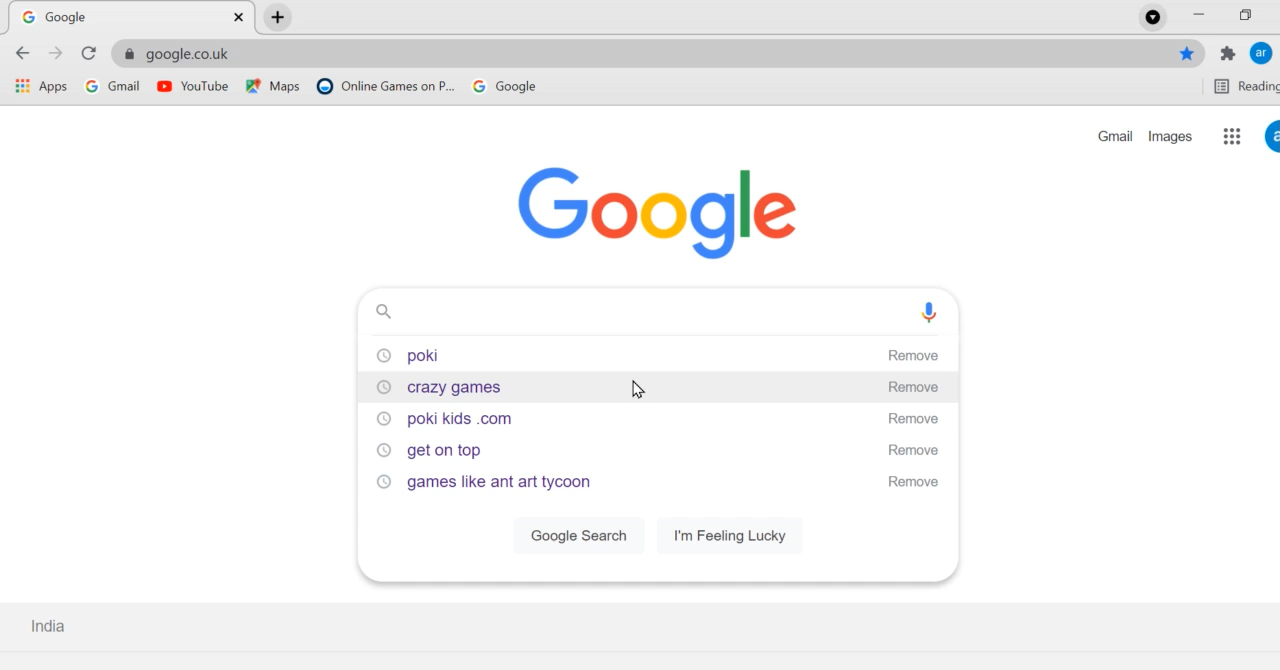 Google
google.co.uk
ar
Apps Gmail YouTube Maps Online Games on P... Google Reading
Gmail Images a
Google
poki Remove
crazy games Remove
poki kids .com Remove
get on top Remove
games like ant art tycoon Remove
Google Search I'm Feeling Lucky
India